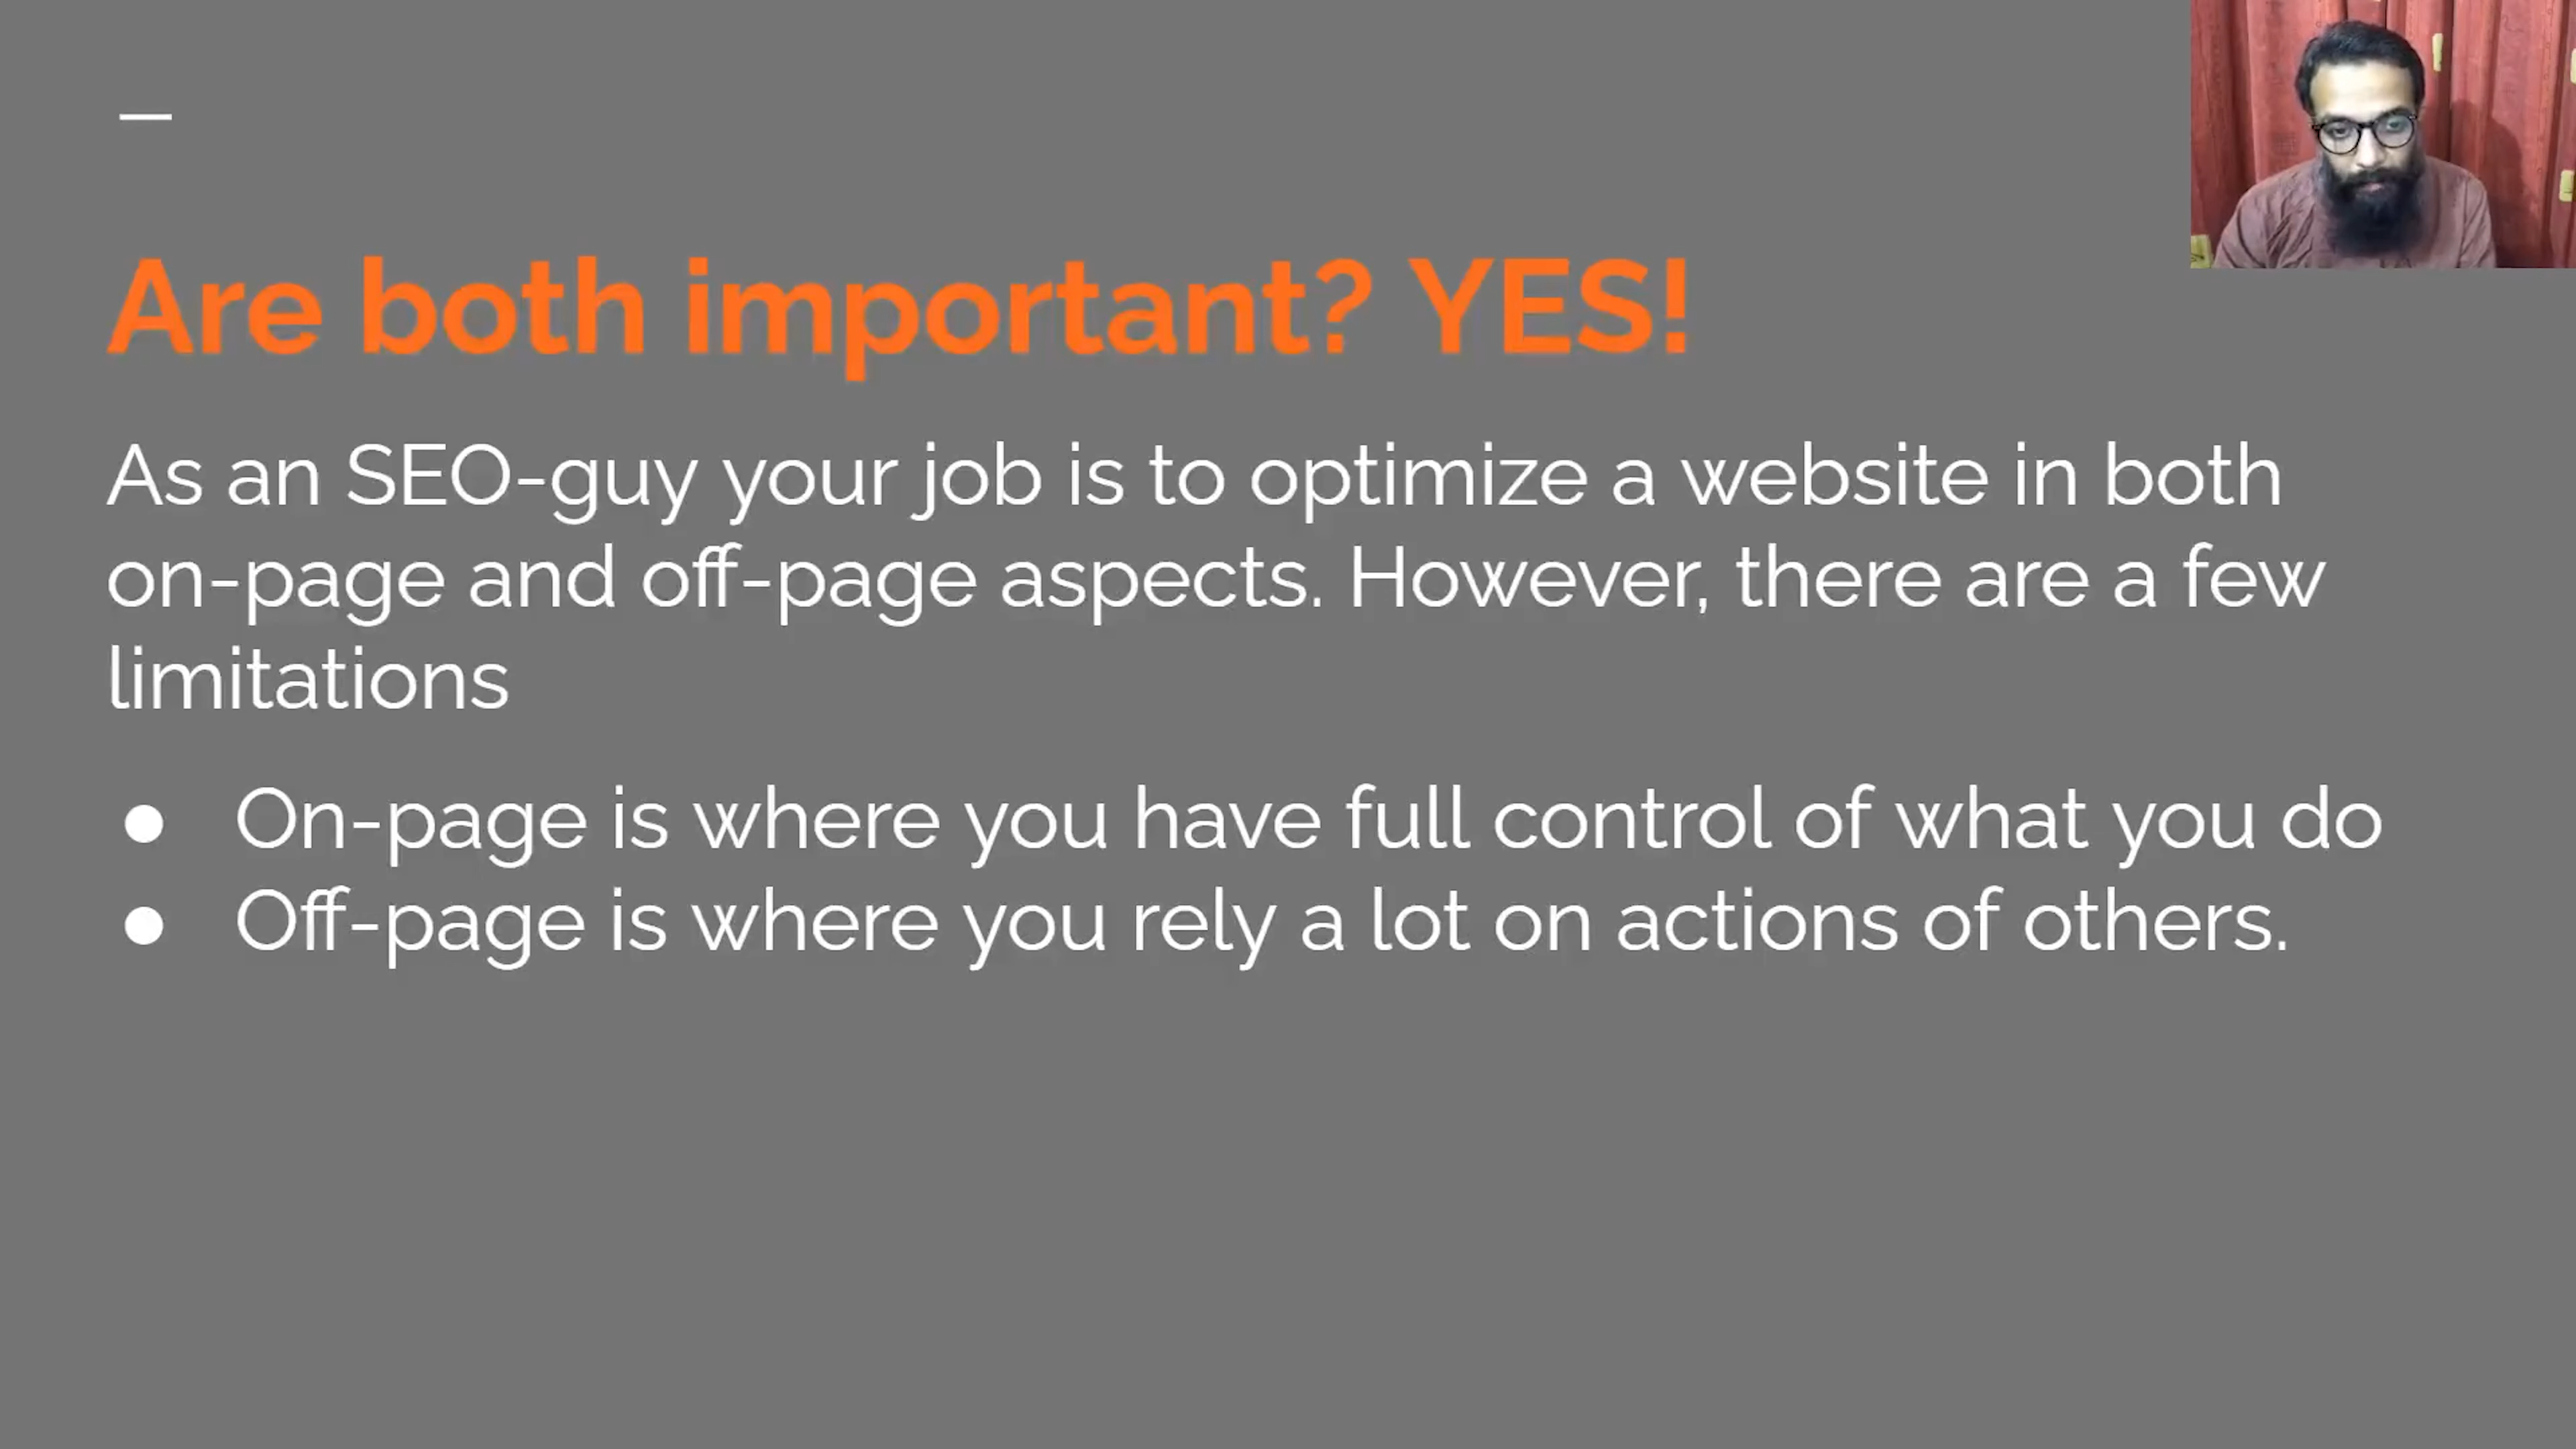 Are both important? YES!
As an SEO-guy your job is to optimize a website in both
on-page and off-page aspects. However, there are a few
limitations
● On-page is where you have full control of what you do
● Off-page is where you rely a lot on actions of others.